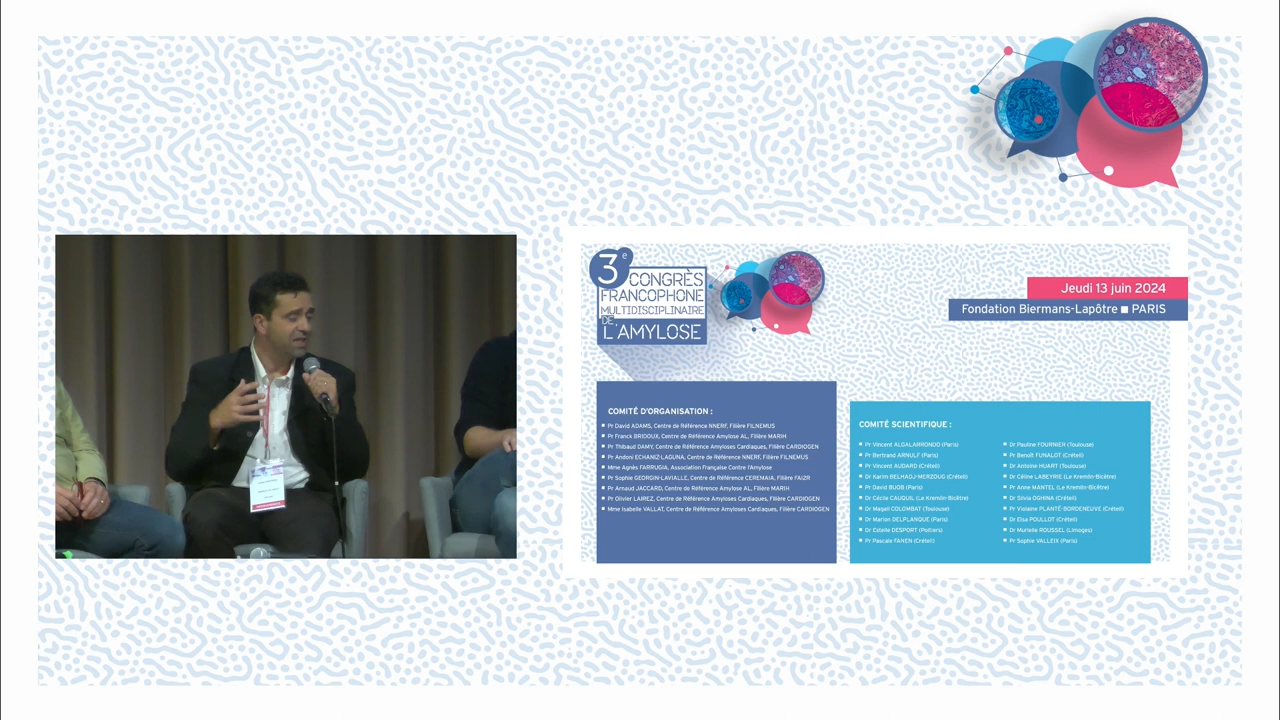 3e
CONGRÈS
FRANCOPHONE
MULTIDISCIPLINAIRE
DE
L'AMYLOSE
Jeudi 13 juin 2024
Fondation Biermans-Lapôtre ■ PARIS
COMITÉ D'ORGANISATION :
■ Pr David ADAMS, Centre de Référence NNERF, Filière FILNEMUS
■ Pr Franck BRIDOUX, Centre de Référence Amylose AL, Filière MARIH
■ Pr Thibaud DAMY, Centre de Référence Amyloses Cardiaques, Filière CARDIOGEN
■ Pr Andoni ECHANIZ-LAGUNA, Centre de Référence NNERF, Filière FILNEMUS
■ Mme Agnès FARRUGIA, Association Française Contre l'Amylose
■ Pr Sophie GEORGIN-LAVIALLE, Centre de Référence CEREMAIA, Filière FAI2R
■ Pr Arnaud JACCARD, Centre de Référence Amylose AL, Filière MARIH
■ Pr Olivier LAIREZ, Centre de Référence Amyloses Cardiaques, Filière CARDIOGEN
■ Mme Isabelle VALLAT, Centre de Référence Amyloses Cardiaques, Filière CARDIOGEN
COMITÉ SCIENTIFIQUE :
■ Pr Vincent ALGALARRONDO (Paris)
■ Pr Bertrand ARNULF (Paris)
■ Pr Vincent AUDARD (Créteil)
■ Dr Karim BELHADJ-MERZOUG (Créteil)
■ Pr David BUOB (Paris)
■ Dr Cécile CAUQUIL (Le Kremlin-Bicêtre)
■ Dr Magali COLOMBAT (Toulouse)
■ Dr Marion DELPLANQUE (Paris)
■ Dr Estelle DESPORT (Poitiers)
■ Pr Pascale FANEN (Créteil)
■ Dr Pauline FOURNIER (Toulouse)
■ Pr Benoît FUNALOT (Créteil)
■ Dr Antoine HUART (Toulouse)
■ Dr Céline LABEYRIE (Le Kremlin-Bicêtre)
■ Pr Anne MANTEL (Le Kremlin-Bicêtre)
■ Dr Silvia OGHINA (Créteil)
■ Pr Violaine PLANTÉ-BORDENEUVE (Créteil)
■ Dr Elsa POULLOT (Créteil)
■ Dr Murielle ROUSSEL (Limoges)
■ Pr Sophie VALLEIX (Paris)